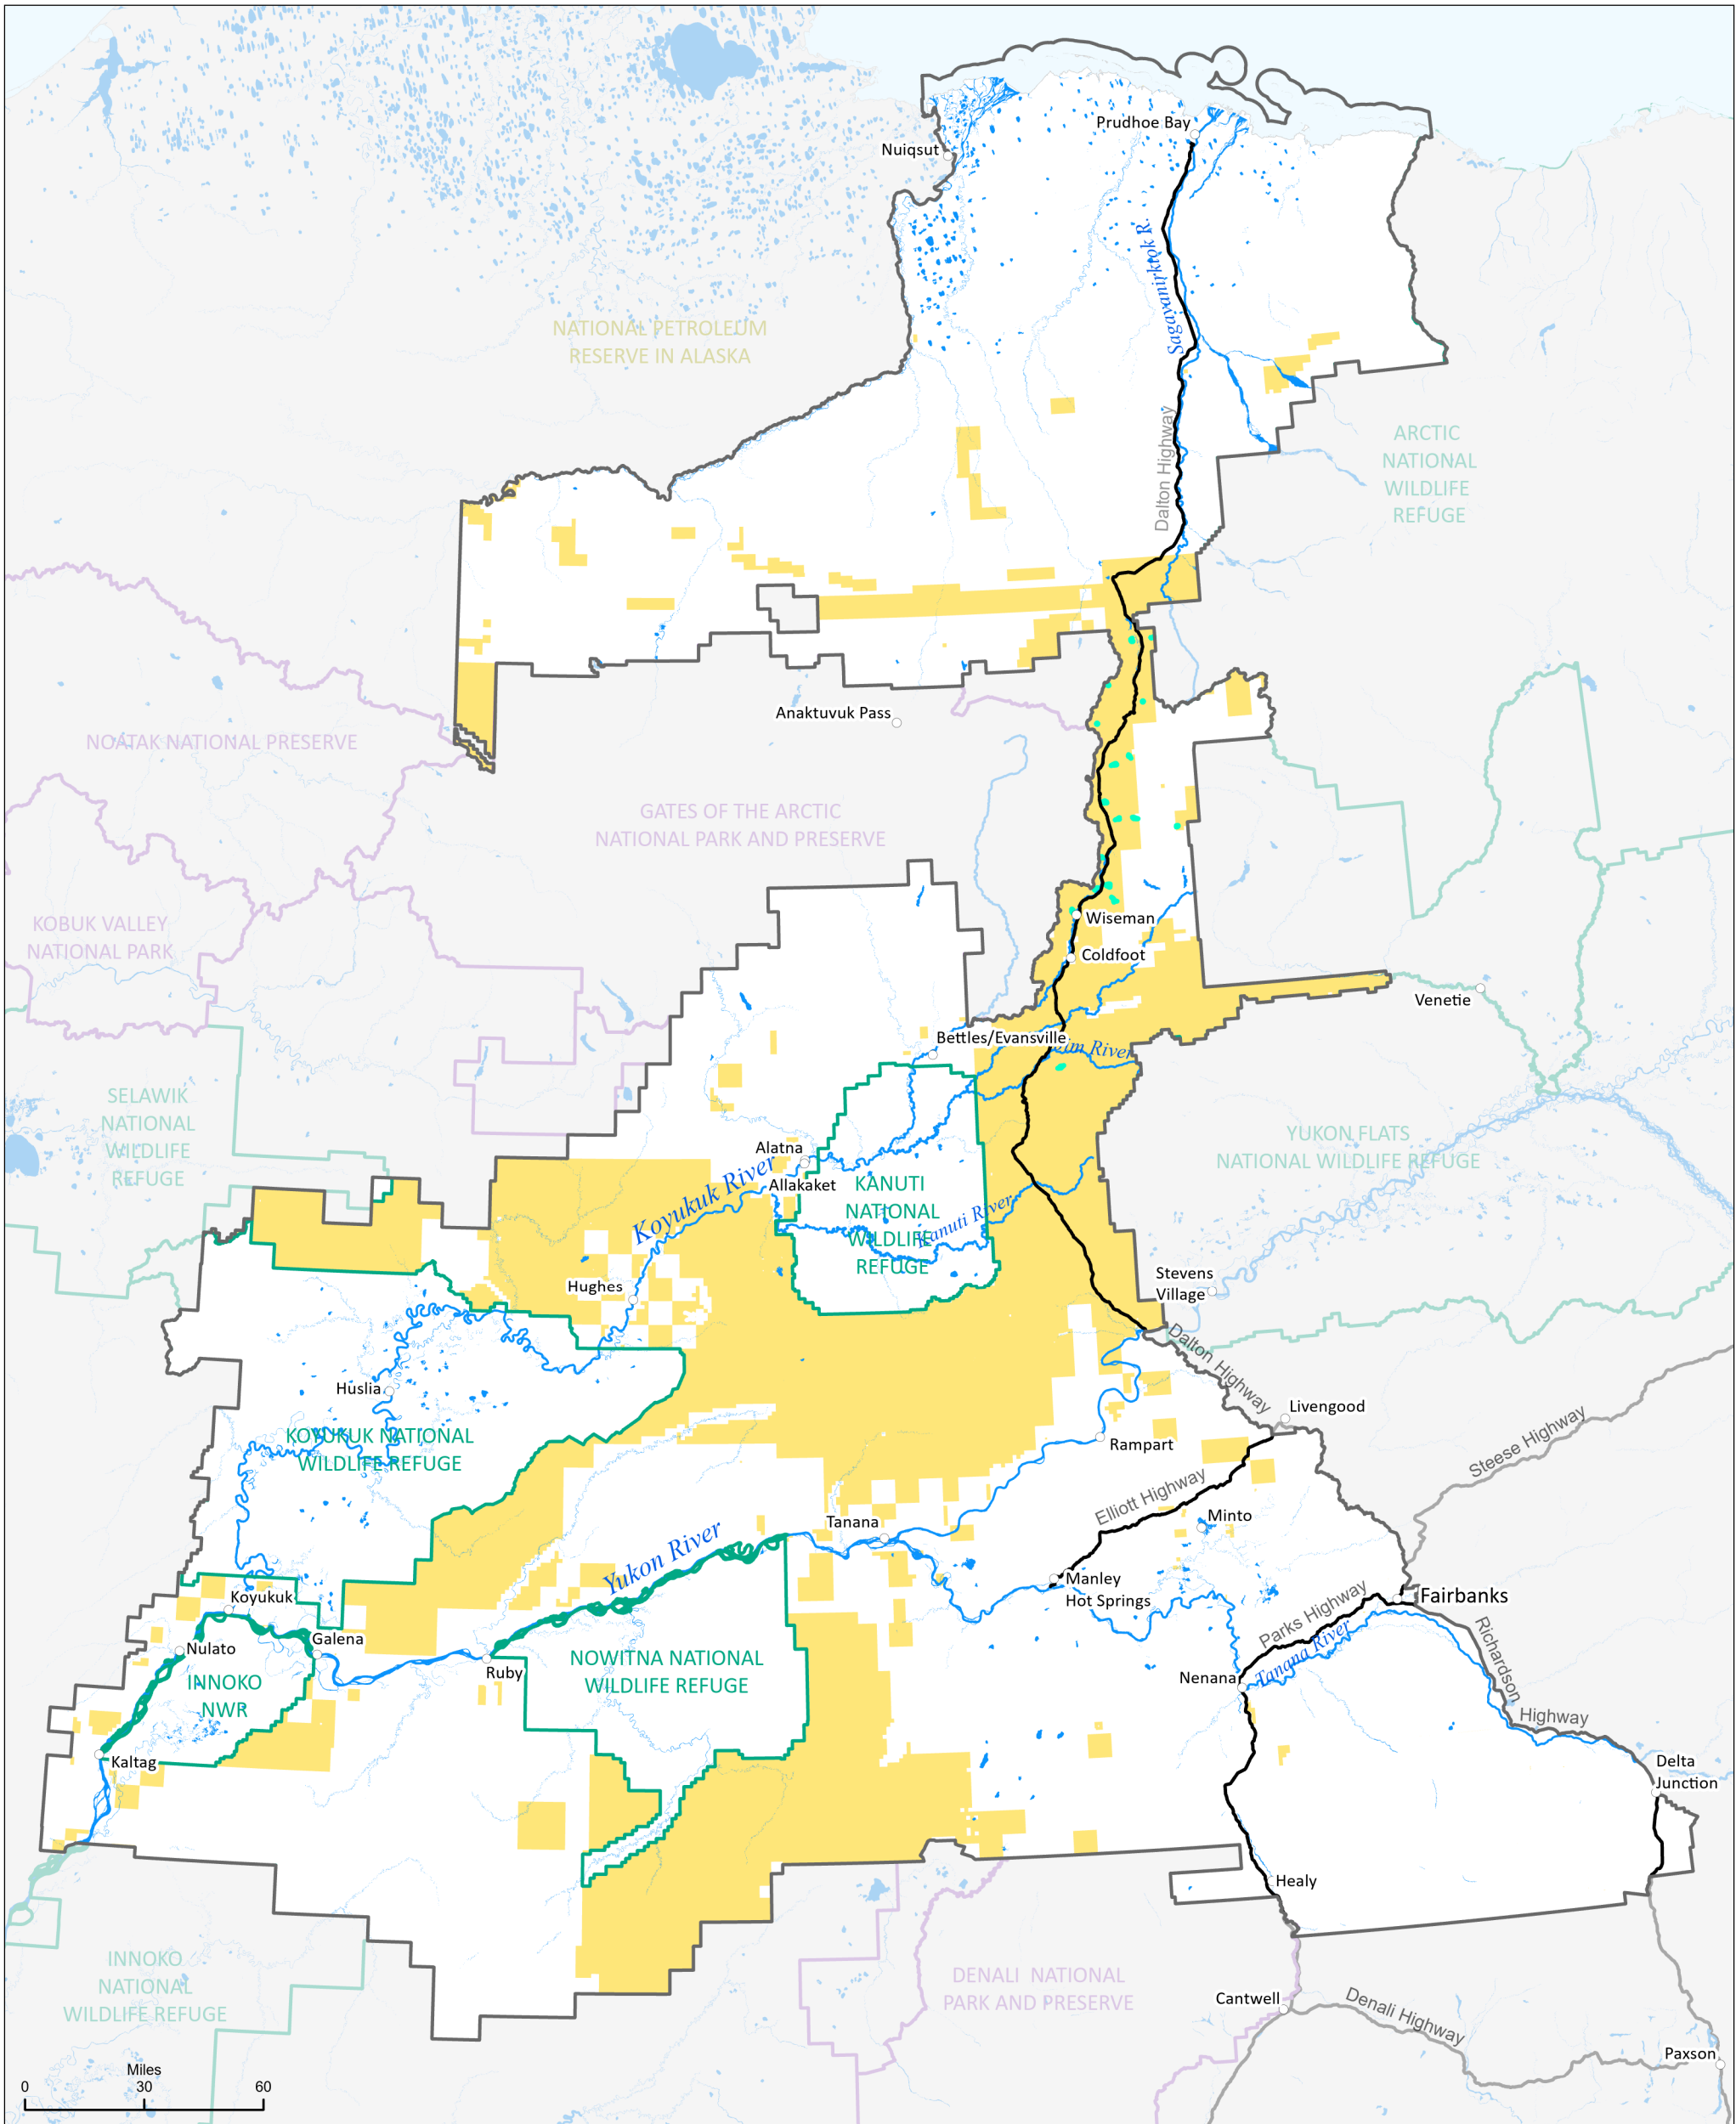 Prudhoe Bay
Nuiqsut
Sagavanirktok R.
NATIONAL PETROLEUM
RESERVE IN ALASKA
Dalton Highway
ARCTIC
NATIONAL
WILDLIFE
REFUGE
Anaktuvuk Pass
NOATAK NATIONAL PRESERVE
GATES OF THE ARCTIC
NATIONAL PARK AND PRESERVE
KOBUK VALLEY
NATIONAL PARK
Wiseman
Coldfoot
Venetie
Bettles/Evansville
River
SELAWIK
NATIONAL
WILDLIFE
REFUGE
YUKON FLATS
NATIONAL WILDLIFE REFUGE
Alatna
Allakaket
Koyukuk River
KANUTI
NATIONAL
WILDLIFE
REFUGE
Kanuti River
Hughes
Stevens
Village
Dalton Highway
Huslia
Livengood
KOYUKUK NATIONAL
WILDLIFE REFUGE
Rampart
Steese Highway
Elliott Highway
Minto
Tanana
Yukon River
Manley
Hot Springs
Koyukuk
Parks Highway
Fairbanks
Galena
Nulato
Richardson
Highway
Tanana River
Ruby
NOWITNA NATIONAL
WILDLIFE REFUGE
Nenana
INNOKO
NWR
Kaltag
Delta
Junction
Healy
INNOKO
NATIONAL
WILDLIFE REFUGE
DENALI NATIONAL
PARK AND PRESERVE
Cantwell
Denali Highway
Paxson
Miles
0 30 60